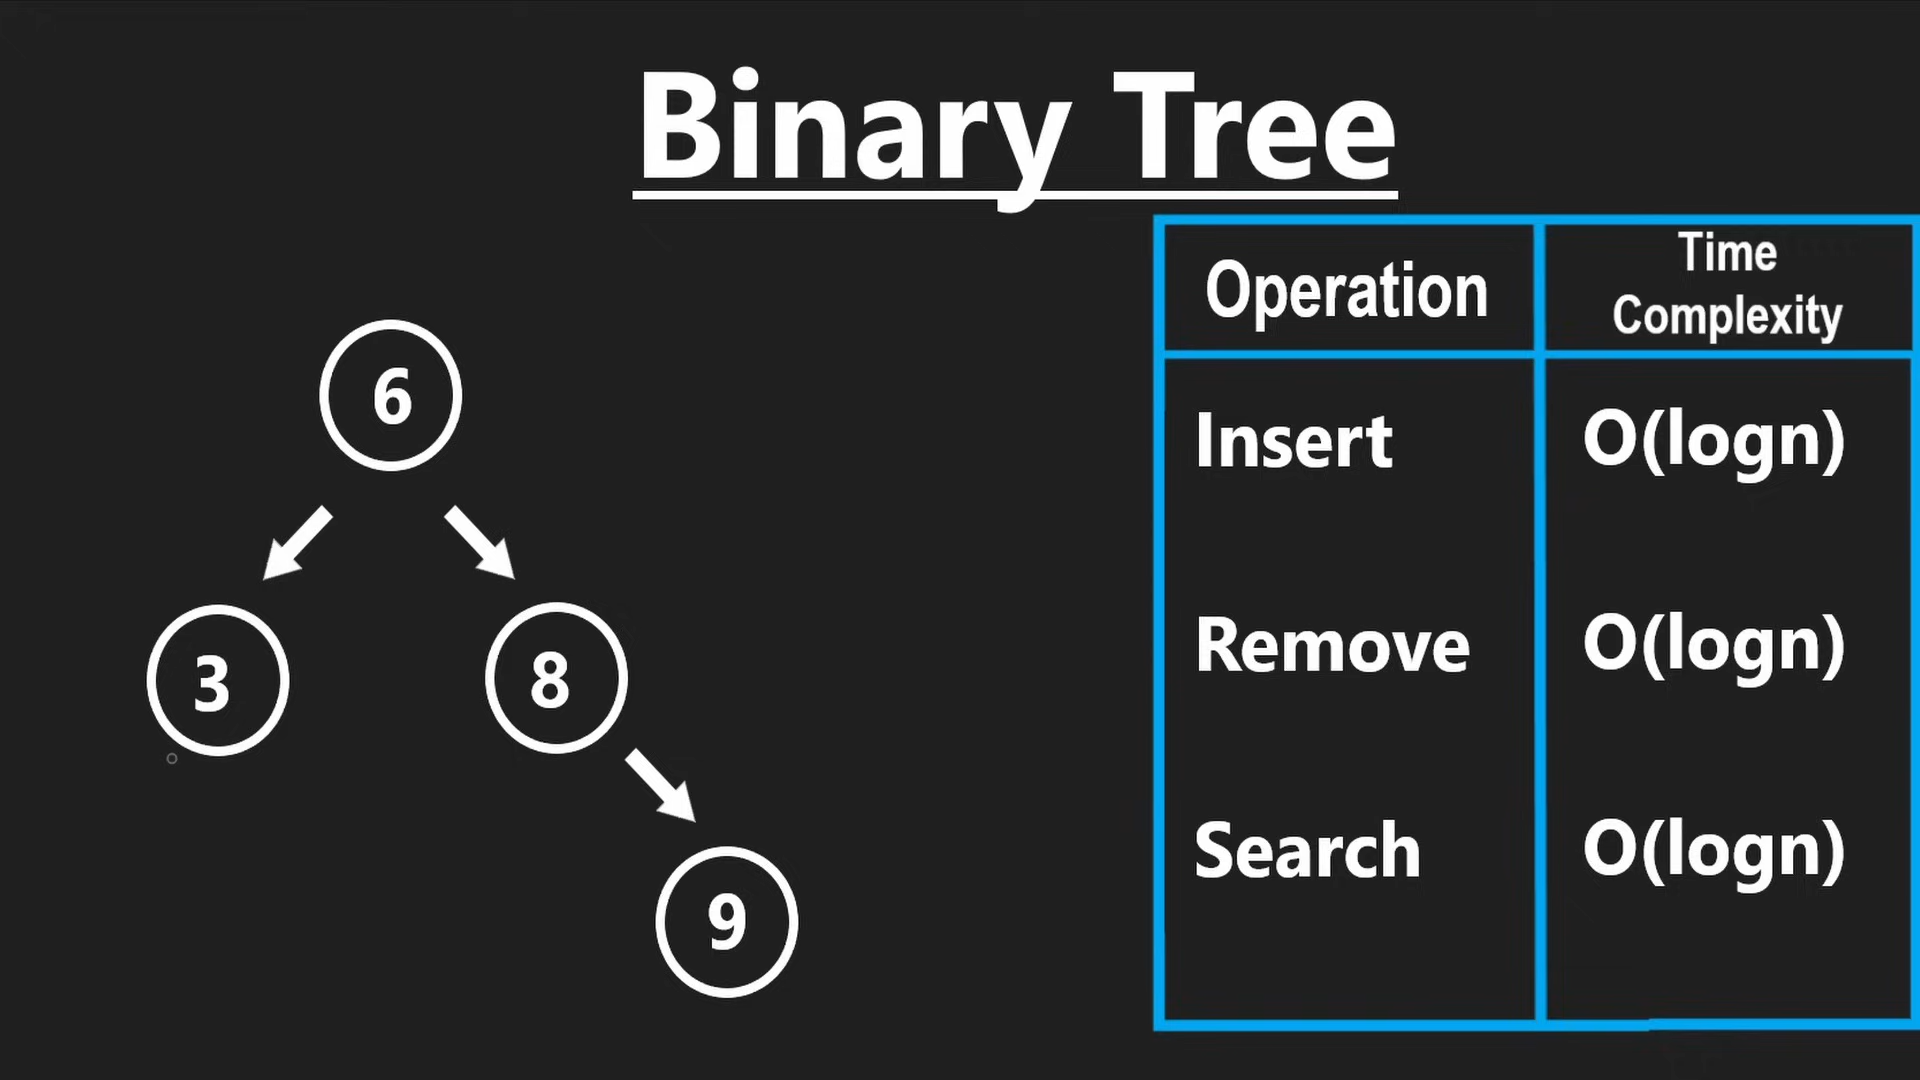 Binary Tree
6
3
8
9
Operation
Time
Complexity
Insert
O(logn)
Remove
O(logn)
Search
O(logn)